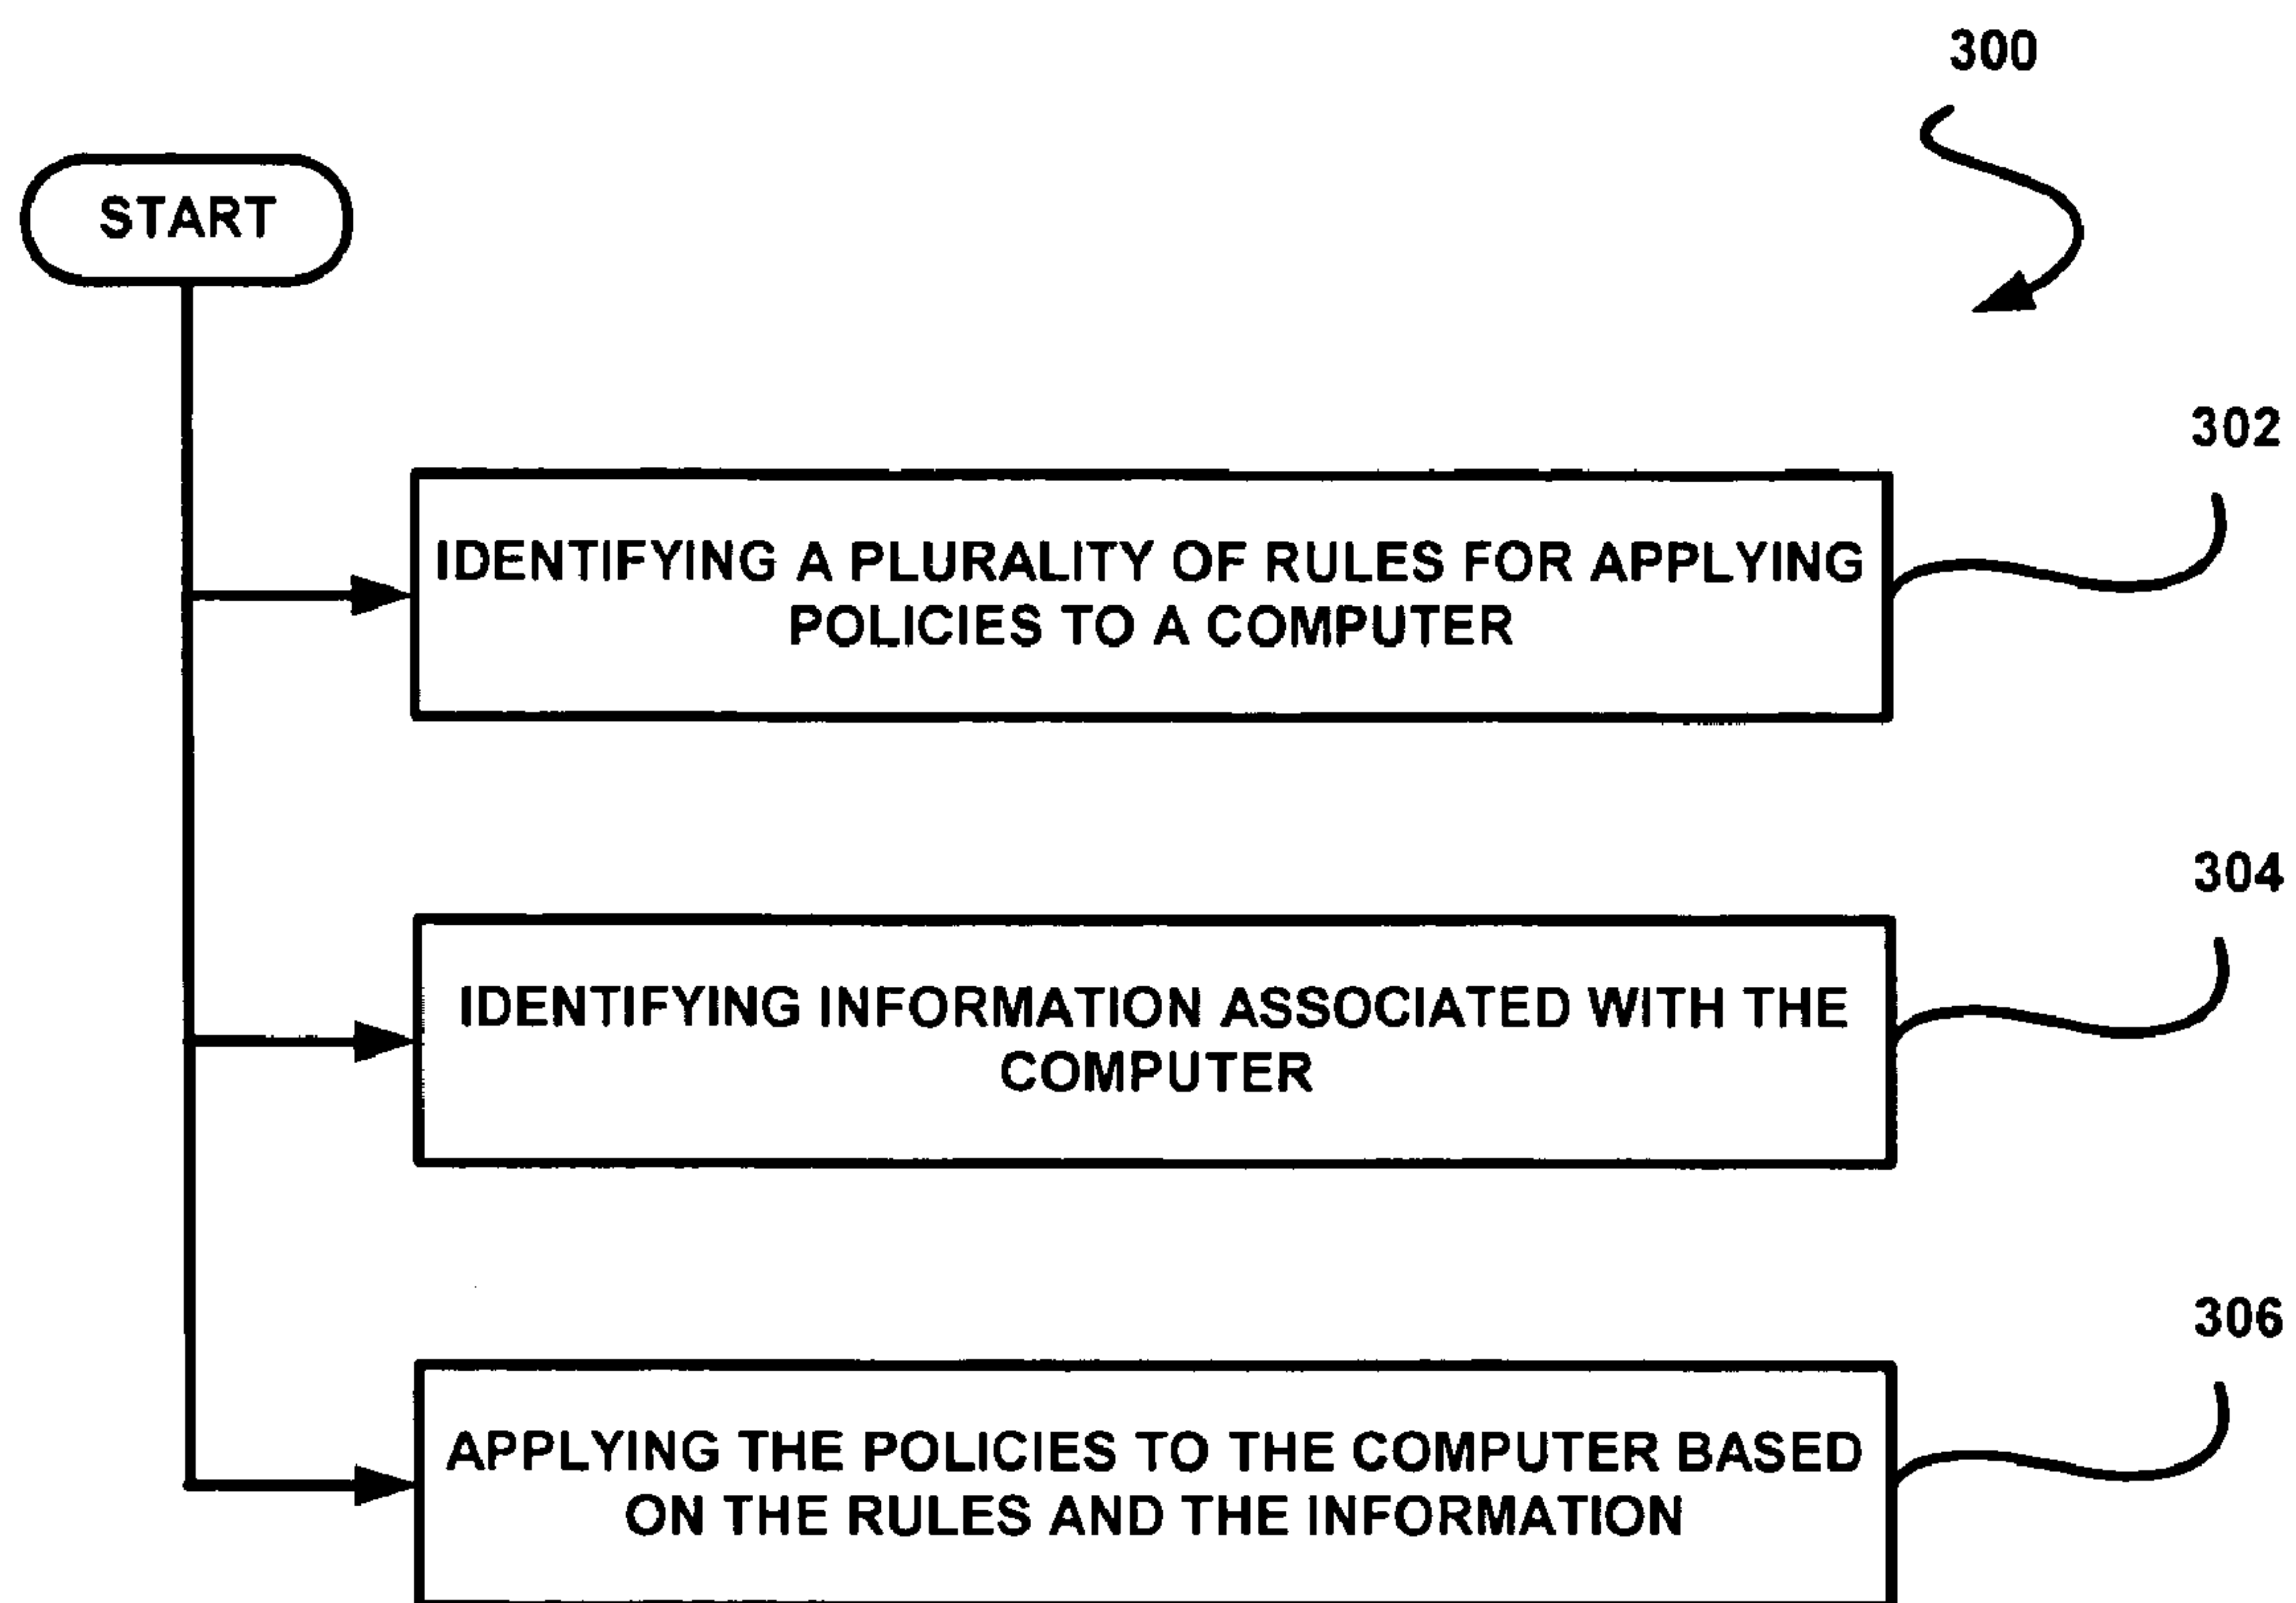 300
START
302
IDENTIFYING A PLURALITY OF RULES FOR APPLYING
POLICIES TO A COMPUTER
304
IDENTIFYING INFORMATION ASSOCIATED WITH THE
COMPUTER
306
APPLYING THE POLICIES TO THE COMPUTER BASED
ON THE RULES AND THE INFORMATION